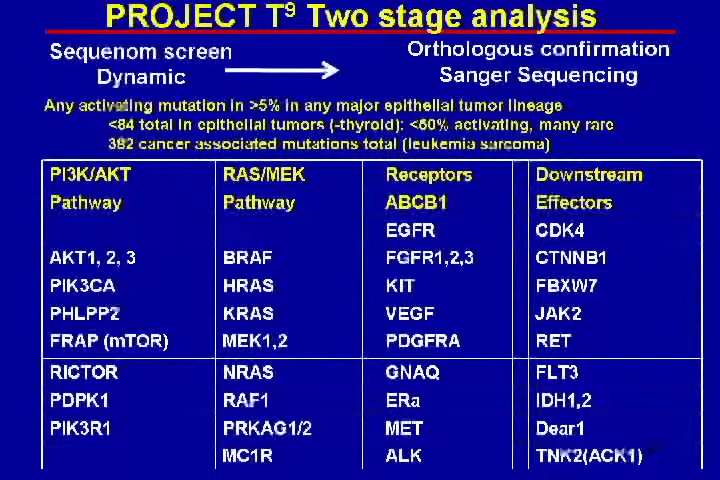 PROJECT T⁹ Two stage analysis
Sequenom screen
Dynamic
Orthologous confirmation
Sanger Sequencing
Any activating mutation in >5% in any major epithelial tumor lineage
<84 total in epithelial tumors (-thyroid): <60% activating, many rare
392 cancer associated mutations total (leukemia sarcoma)
PI3K/AKT RAS/MEK Receptors Downstream
Pathway Pathway ABCB1 Effectors
EGFR CDK4
AKT1, 2, 3 BRAF FGFR1,2,3 CTNNB1
PIK3CA HRAS KIT FBXW7
PHLPP2 KRAS VEGF JAK2
FRAP (mTOR) MEK1,2 PDGFRA RET
RICTOR NRAS GNAQ FLT3
PDPK1 RAF1 ERa IDH1,2
PIK3R1 PRKAG1/2 MET Dear1
MC1R ALK TNK2(ACK1)